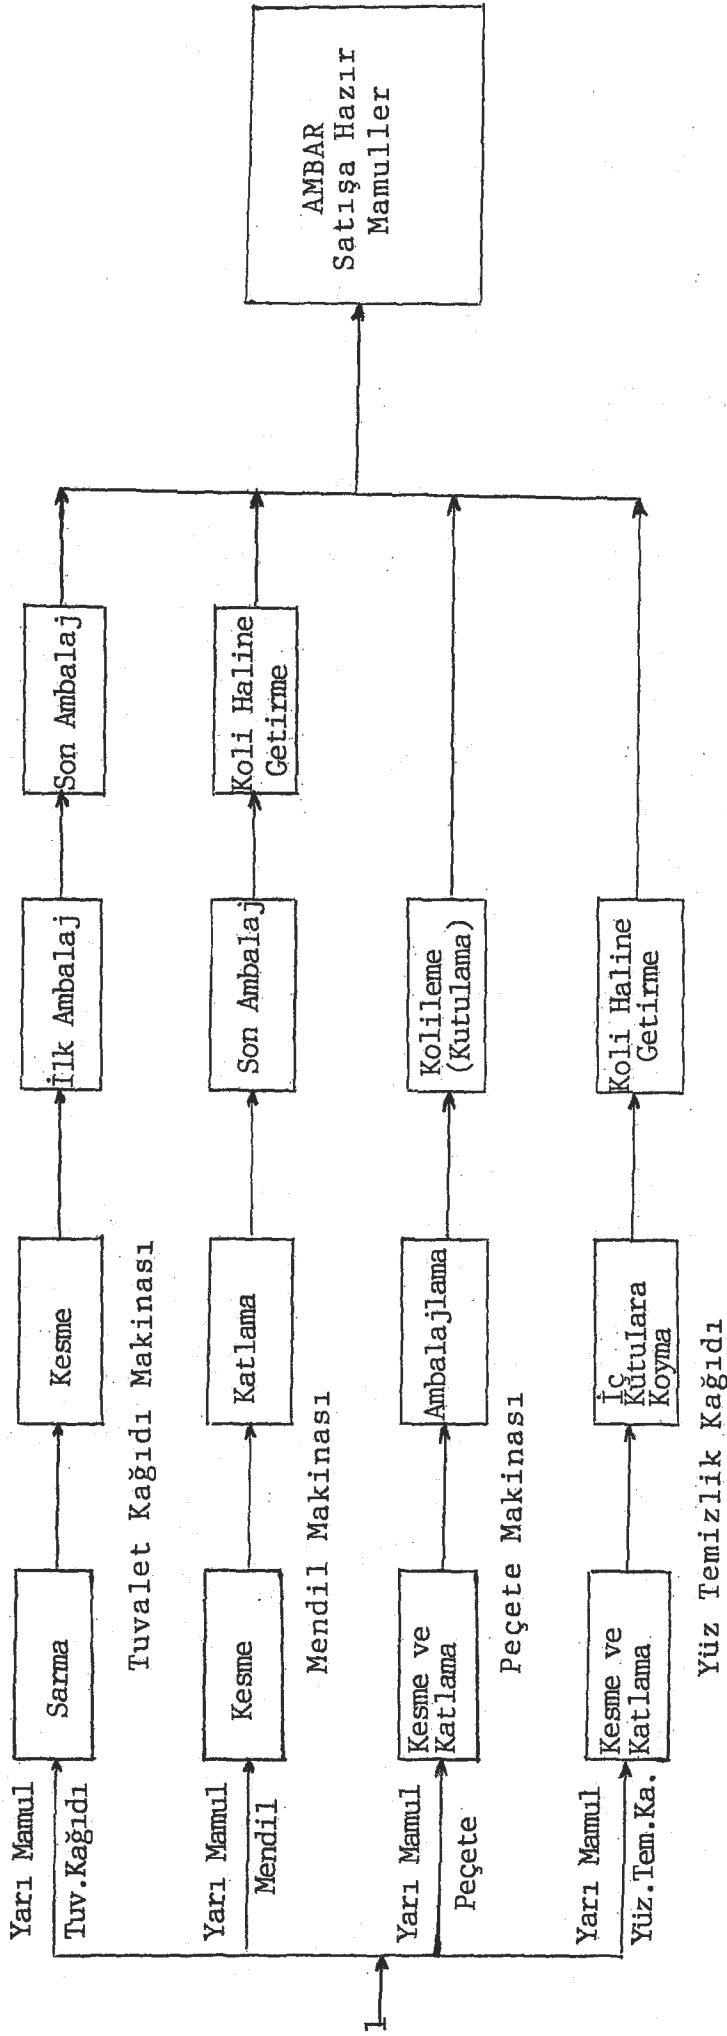 1
Yarı Mamul
Tuv.Kağıdı
Sarma
Kesme
İlk Ambalaj
Son Ambalaj
Tuvalet Kağıdı Makinası
Yarı Mamul
Mendil
Kesme
Katlama
Son Ambalaj
Koli Haline
Getirme
Mendil Makinası
Yarı Mamul
Peçete
Kesme ve
Katlama
Ambalajlama
Kolileme
(Kutulama)
Peçete Makinası
Yarı Mamul
Yüz.Tem.Ka.
Kesme ve
Katlama
İç
Kutulara
Koyma
Koli Haline
Getirme
Yüz Temizlik Kağıdı
AMBAR
Satışa Hazır
Mamuller